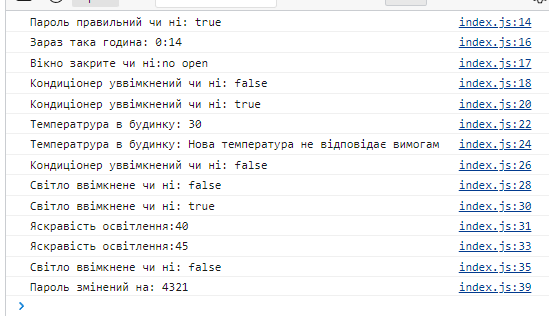 Пароль правильний чи ні: true index.js:14
Зараз така година: 0:14 index.js:16
Вікно закрите чи ні:no open index.js:17
Кондиціонер уввімкнений чи ні: false index.js:18
Кондиціонер уввімкнений чи ні: true index.js:20
Температрура в будинку: 30 index.js:22
Температрура в будинку: Нова температура не відповідає вимогам index.js:24
Кондиціонер уввімкнений чи ні: false index.js:26
Світло ввімкнене чи ні: false index.js:28
Світло ввімкнене чи ні: true index.js:30
Яскравість освітлення:40 index.js:31
Яскравість освітлення:45 index.js:33
Світло ввімкнене чи ні: false index.js:35
Пароль змінений на: 4321 index.js:39